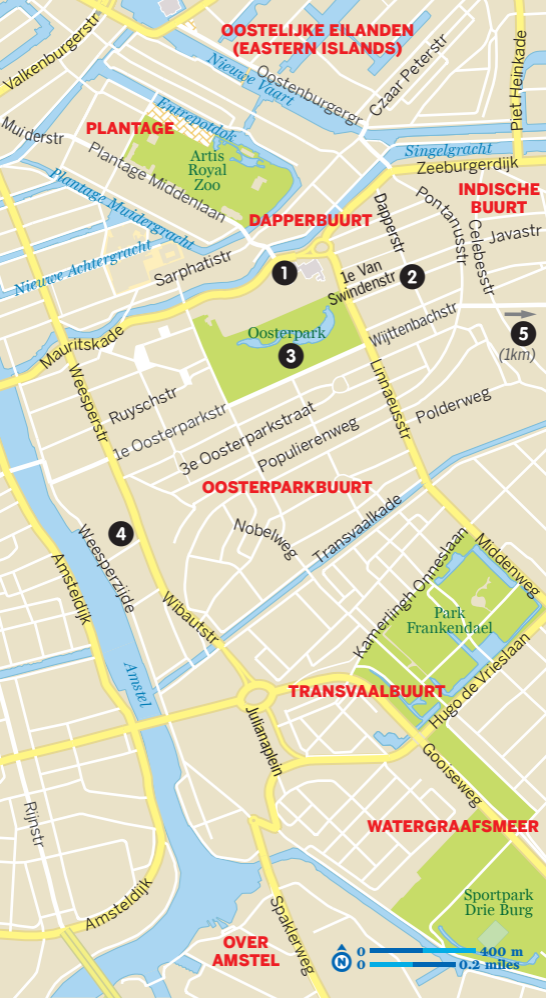 OOSTELIJKE EILANDEN
(EASTERN ISLANDS)
Valkenburgerstr
Nieuwe Vaart
Oostenburgergr
Czaar Peterstr
Piet Heinkade
Entrepotdok
Muiderstr
PLANTAGE
Artis
Royal
Zoo
Plantage Middenlaan
Singelgracht
Zeeburgerdijk
Plantage Muidergracht
INDISCHE
BUURT
DAPPERBUURT
Dapperstr
Pontanusstr
Celebesstr
Javastr
Nieuwe Achtergracht
Sarphatistr
1
1e Van
Swindenstr
2
Mauritskade
Oosterpark
3
Wijttenbachstr
5
(1km)
Weesperstr
Ruyschstr
1e Oosterparkstr
3e Oosterparkstraat
Populierenweg
Linnaeusstr
Polderweg
OOSTERPARKBUURT
4
Nobelweg
Transvaalkade
Weesperzijde
Amsteldijk
Wibautstr
Kamerlingh Onneslaan
Middenweg
Park
Frankendael
Amstel
TRANSVAALBUURT
Hugo de Vrieslaan
Julianaplein
Gooiseweg
Rijnstr
WATERGRAAFSMEER
Amsteldijk
Spaklerweg
Sportpark
Drie Burg
OVER
AMSTEL
N
0 400 m
0 0.2 miles